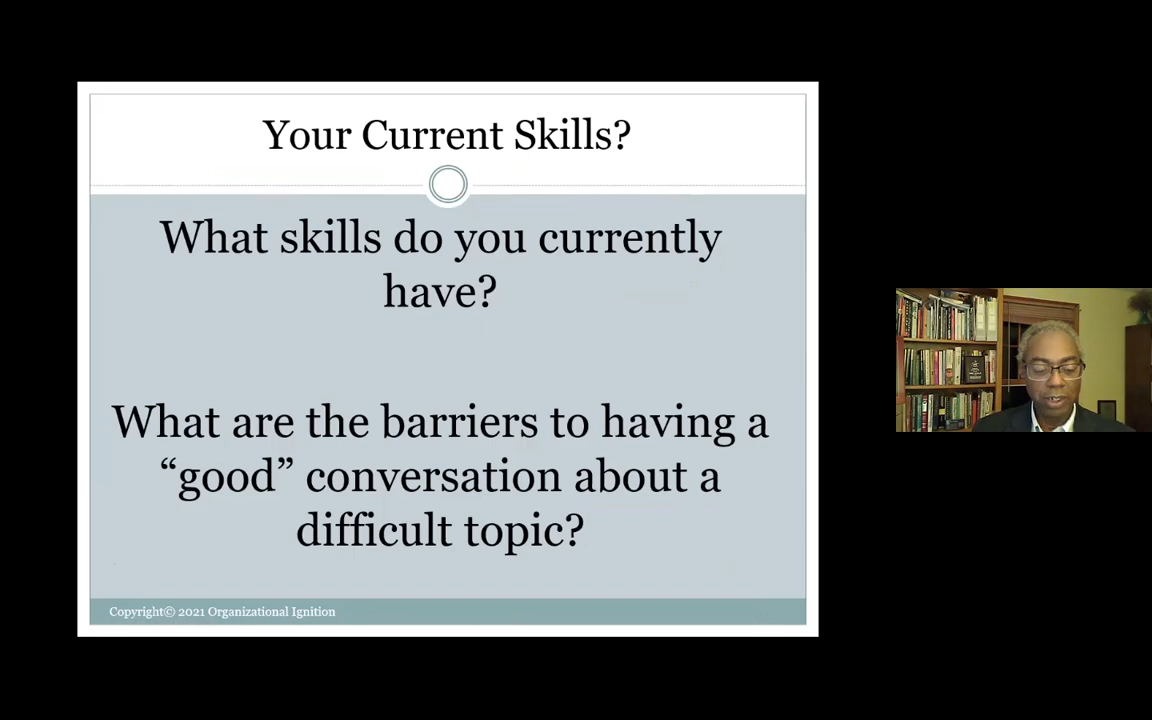 Your Current Skills?
What skills do you currently
have?
What are the barriers to having a
“good” conversation about a
difficult topic?
Copyright© 2021 Organizational Ignition